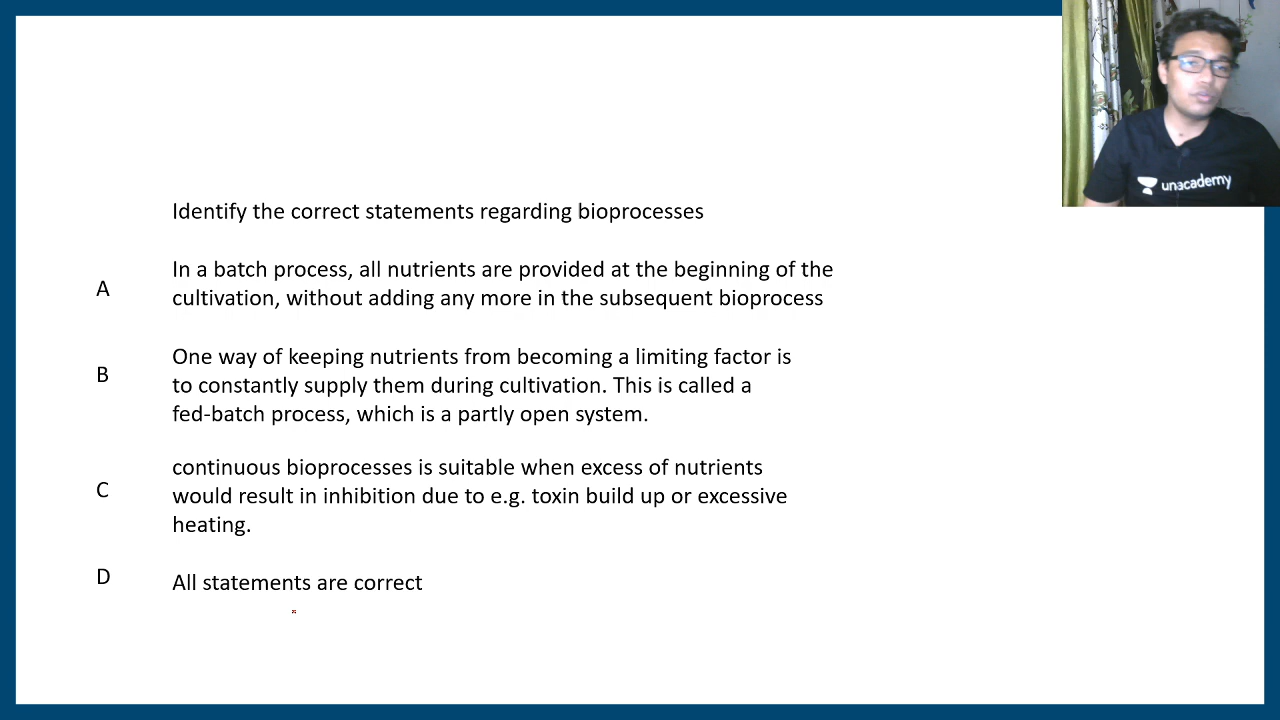 unacademy
Identify the correct statements regarding bioprocesses
A
In a batch process, all nutrients are provided at the beginning of the
cultivation, without adding any more in the subsequent bioprocess
B
One way of keeping nutrients from becoming a limiting factor is
to constantly supply them during cultivation. This is called a
fed-batch process, which is a partly open system.
C
continuous bioprocesses is suitable when excess of nutrients
would result in inhibition due to e.g. toxin build up or excessive
heating.
D
All statements are correct